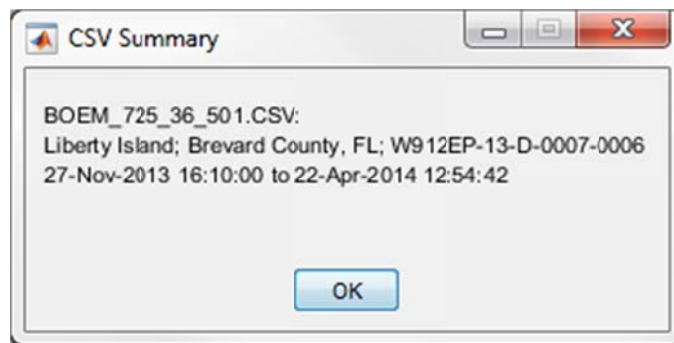 CSV Summary
BOEM_725_36_501.CSV:
Liberty Island; Brevard County, FL; W912EP-13-D-0007-0006
27-Nov-2013 16:10:00 to 22-Apr-2014 12:54:42
OK